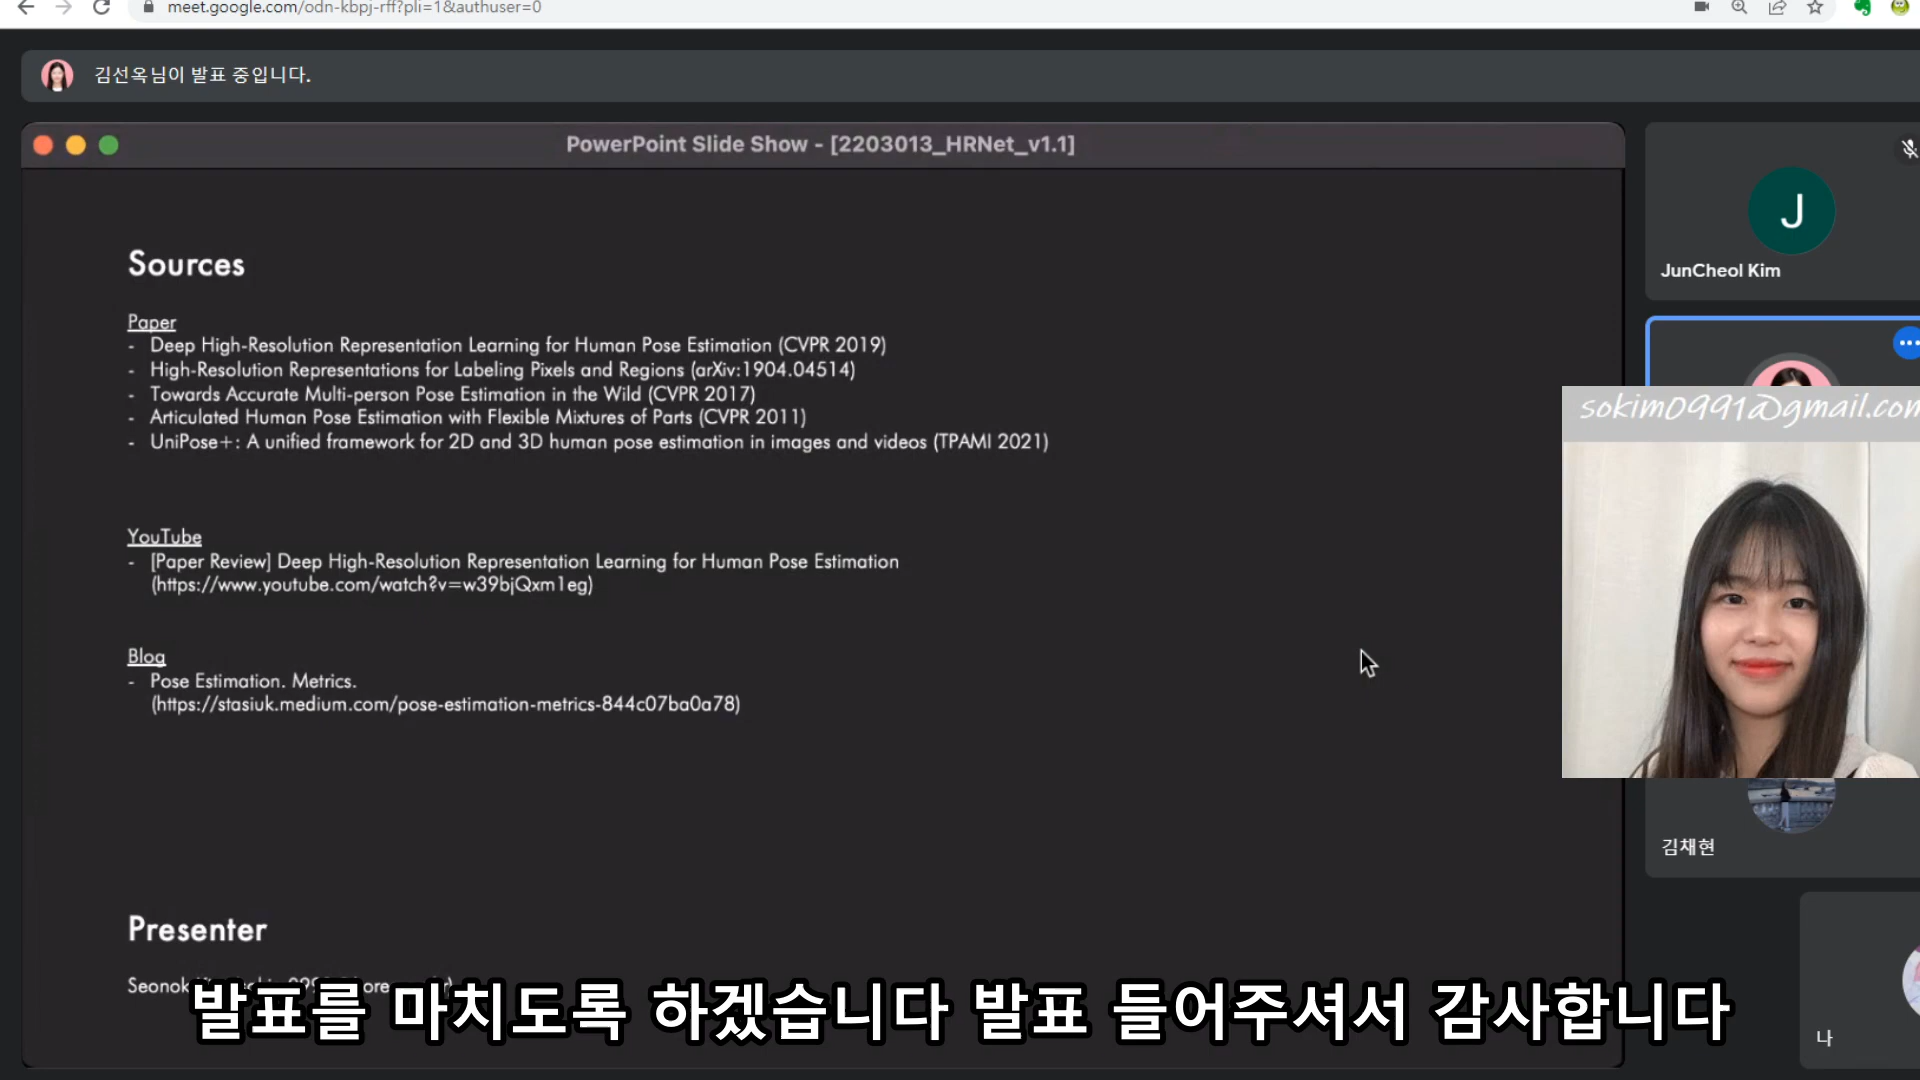 meet.google.com/odn-kbpj-rff?pli=1&authuser=0
김선옥님이 발표 중입니다.
PowerPoint Slide Show - [2203013_HRNet_v1.1]
J
JunCheol Kim
Sources
Paper
- Deep High-Resolution Representation Learning for Human Pose Estimation (CVPR 2019)
- High-Resolution Representations for Labeling Pixels and Regions (arXiv:1904.04514)
- Towards Accurate Multi-person Pose Estimation in the Wild (CVPR 2017)
- Articulated Human Pose Estimation with Flexible Mixtures of Parts (CVPR 2011)
- UniPose+: A unified framework for 2D and 3D human pose estimation in images and videos (TPAMI 2021)
sokim0991@gmail.com
YouTube
- [Paper Review] Deep High-Resolution Representation Learning for Human Pose Estimation
(https://www.youtube.com/watch?v=w39bjQxm1eg)
Blog
- Pose Estimation. Metrics.
(https://stasiuk.medium.com/pose-estimation-metrics-844c07ba0a78)
김채현
Presenter
Seonok
발표를 마치도록 하겠습니다 발표 들어주셔서 감사합니다
나